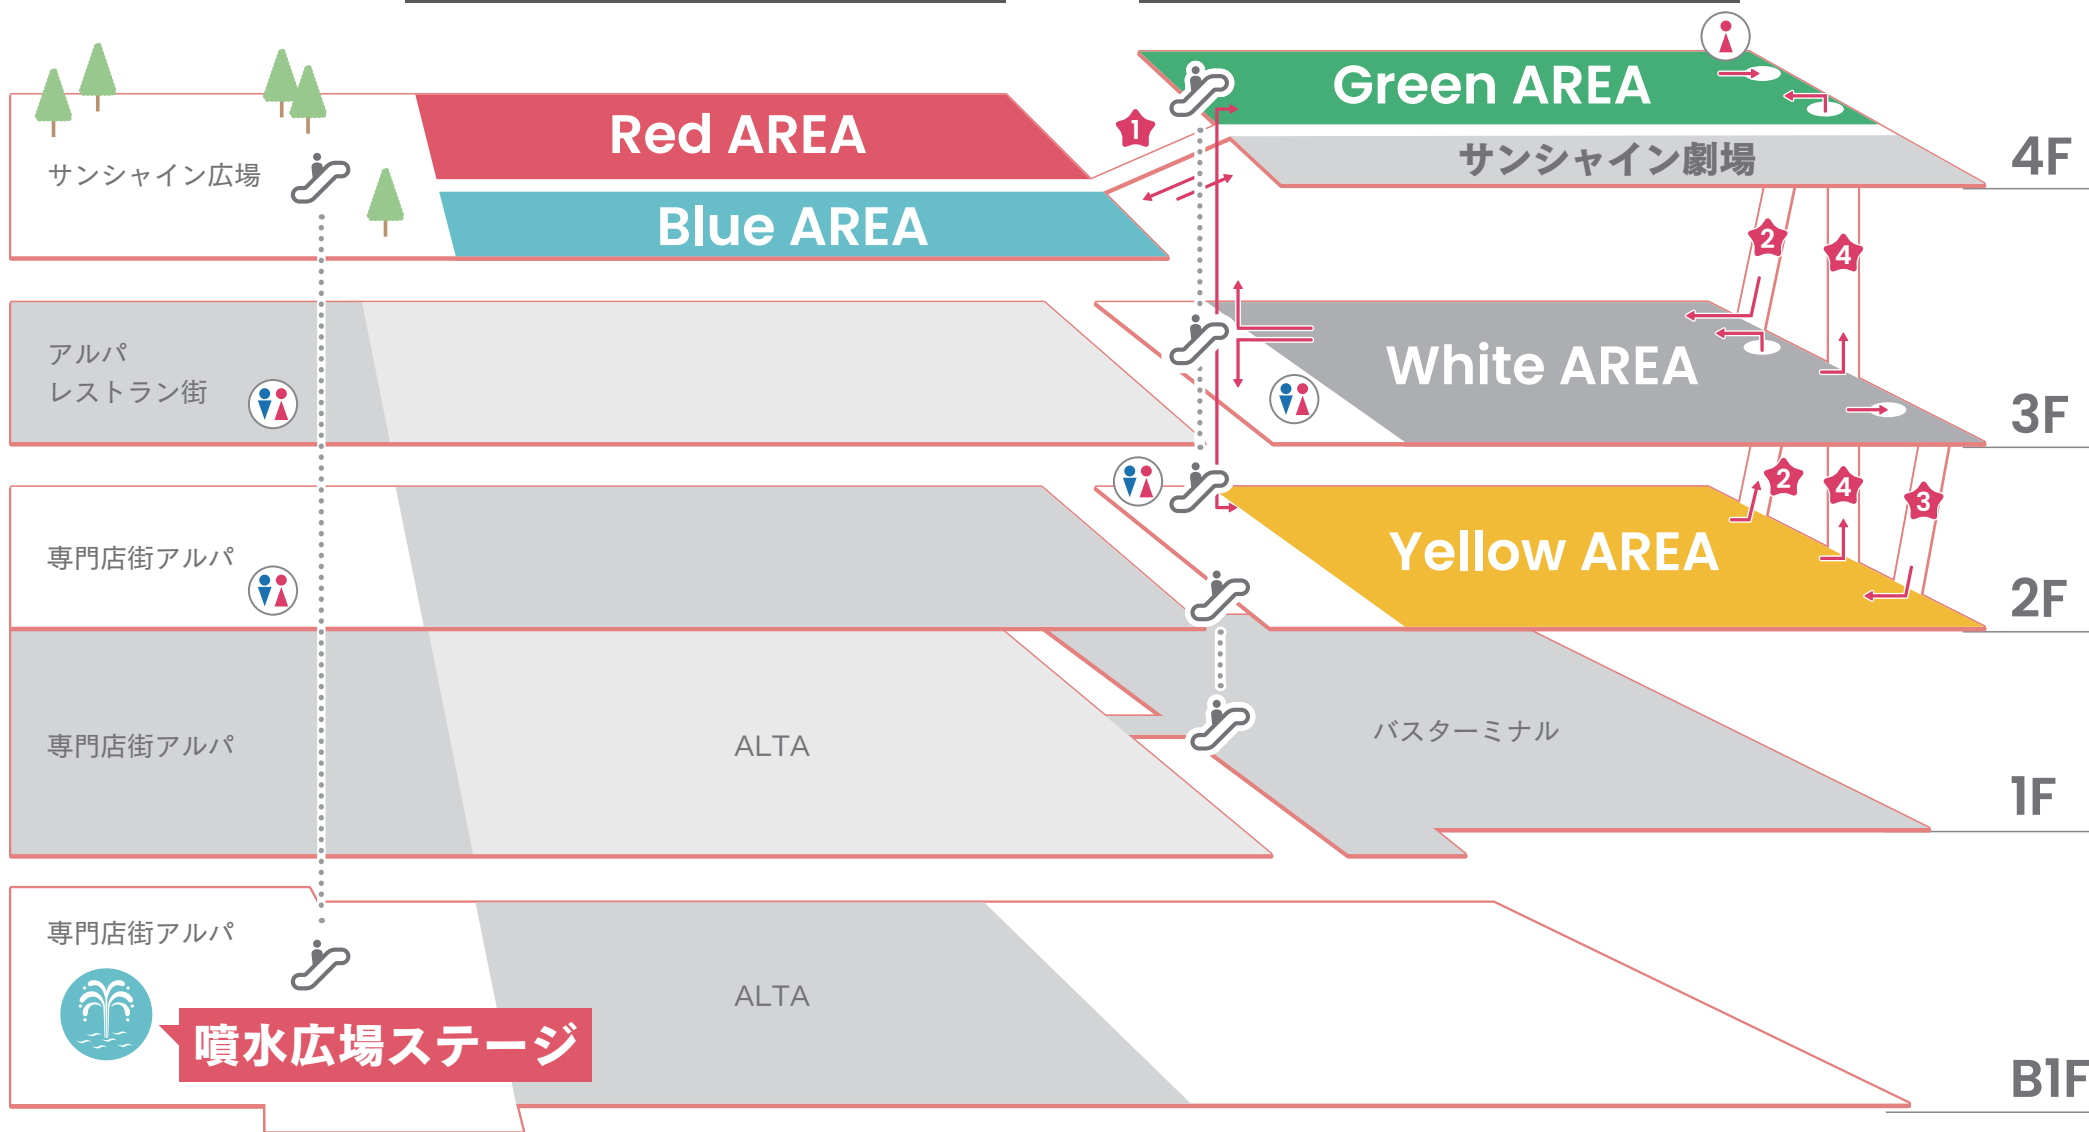 Green AREA
Red AREA
1
サンシャイン劇場
4F
サンシャイン広場
Blue AREA
2
4
アルパ
レストラン街
White AREA
3F
2
4
3
専門店街アルパ
Yellow AREA
2F
専門店街アルパ
ALTA
バスターミナル
1F
専門店街アルパ
ALTA
噴水広場ステージ
B1F